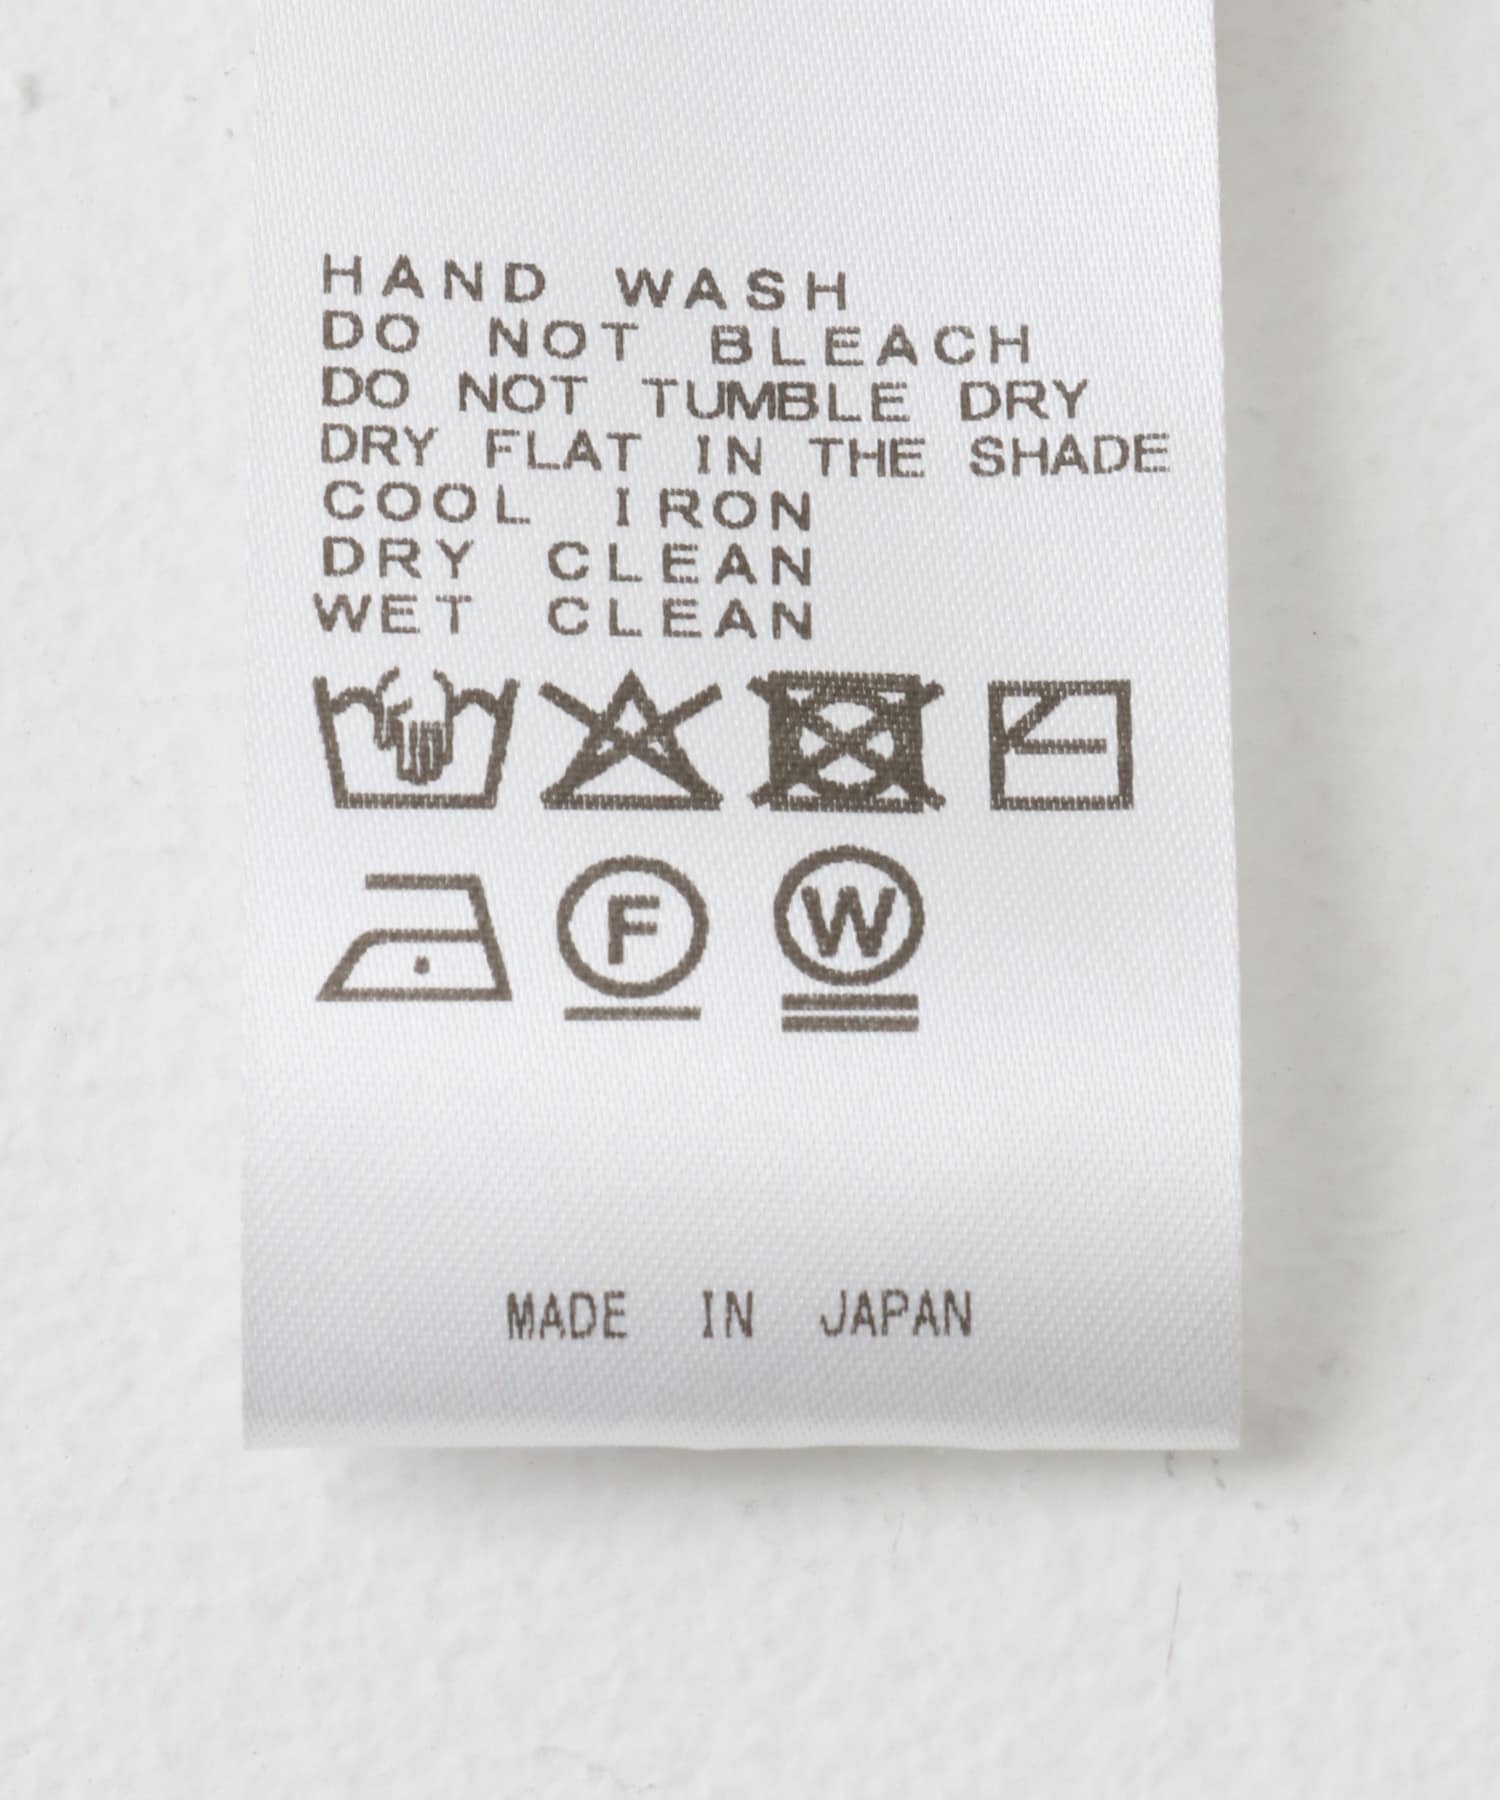 HAND WASH
DO NOT BLEACH
DO NOT TUMBLE DRY
DRY FLAT IN THE SHADE
COOL IRON
DRY CLEAN
WET CLEAN
F W
MADE IN JAPAN